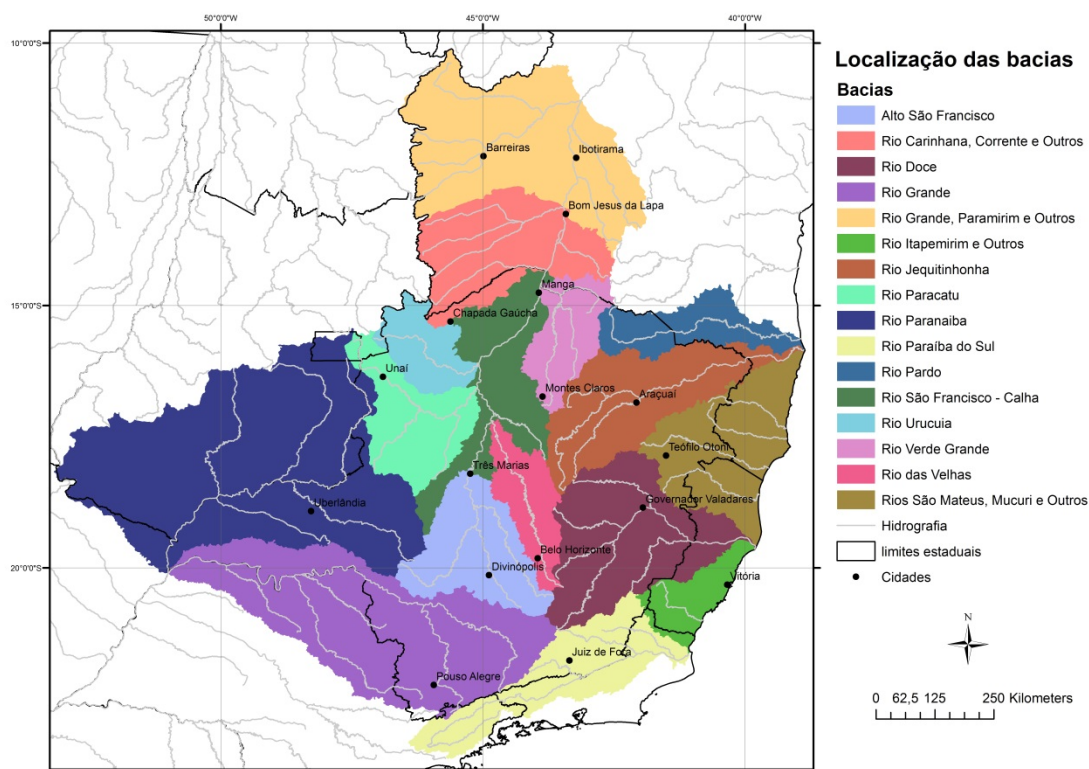 50°0'0"W 45°0'0"W 40°0'0"W
10°0'0"S
15°0'0"S
20°0'0"S
Barreiras
Ibotirama
Bom Jesus da Lapa
Manga
Chapada Gaúcha
Unaí
Montes Claros
Araçuaí
Teófilo Otoni
Três Marias
Uberlândia
Governador Valadares
Belo Horizonte
Divinópolis
Vitória
Juiz de Fora
Pouso Alegre
Localização das bacias
Bacias
Alto São Francisco
Rio Carinhana, Corrente e Outros
Rio Doce
Rio Grande
Rio Grande, Paramirim e Outros
Rio Itapemirim e Outros
Rio Jequitinhonha
Rio Paracatu
Rio Paranaiba
Rio Paraíba do Sul
Rio Pardo
Rio São Francisco - Calha
Rio Urucuia
Rio Verde Grande
Rio das Velhas
Rios São Mateus, Mucuri e Outros
Hidrografia
limites estaduais
Cidades
N
0 62,5 125 250 Kilometers